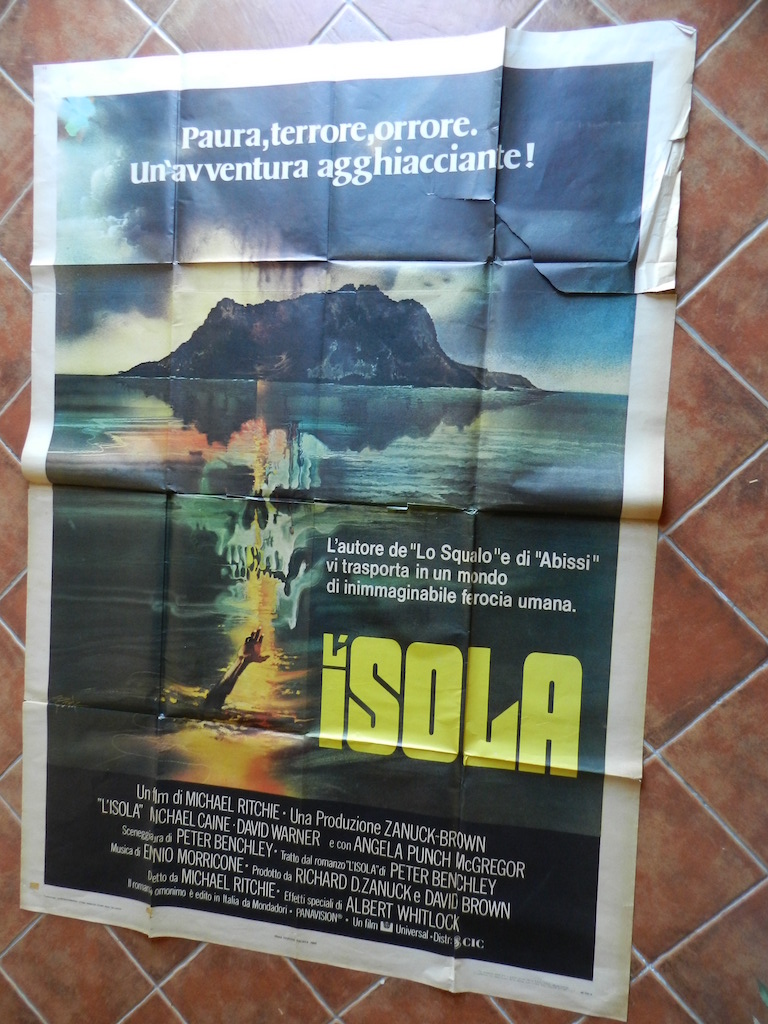 Paura, terrore, orrore.
Un'avventura agghiacciante!
L'autore de "Lo Squalo" e di "Abissi"
vi trasporta in un mondo
di inimmaginabile ferocia umana.
L'ISOLA
Un film di MICHAEL RITCHIE · Una Produzione ZANUCK-BROWN
"L'ISOLA" MICHAEL CAINE · DAVID WARNER e con ANGELA PUNCH McGREGOR
Sceneggiatura di PETER BENCHLEY · Tratto dal romanzo "L'ISOLA" di PETER BENCHLEY
Musica di ENNIO MORRICONE · Prodotto da RICHARD D. ZANUCK e DAVID BROWN
Diretto da MICHAEL RITCHIE · Effetti speciali di ALBERT WHITLOCK
Il romanzo omonimo è edito in Italia da Mondadori · PANAVISION® · Un film Universal · Distr: CIC